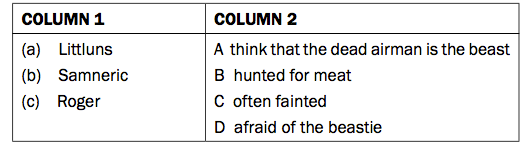 COLUMN 1 COLUMN 2
(a) Littluns A think that the dead airman is the beast
(b) Samneric B hunted for meat
(c) Roger C often fainted
D afraid of the beastie